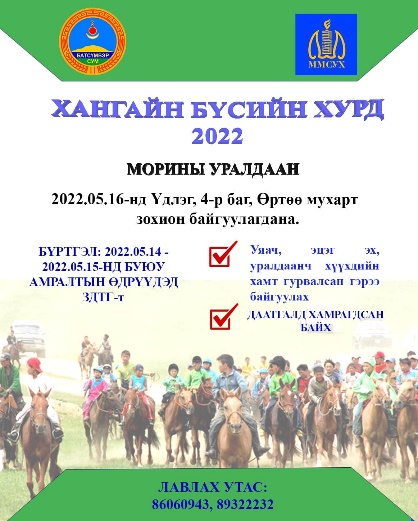 БАТСҮМБЭР
СУМ
ММСУХ
ХАНГАЙН БҮСИЙН ХУРД
2022
МОРИНЫ УРАЛДААН
2022.05.16-нд Үдлэг, 4-р баг, Өртөө мухарт
зохион байгуулагдана.
БҮРТГЭЛ: 2022.05.14 -
2022.05.15-НД БУЮУ
АМРАЛТЫН ӨДРҮҮДЭД
ЗДТГ-т
Уяач, эцэг эх,
уралдаанч хүүхдийн
хамт гурвалсан гэрээ
байгуулах
ДААТГАЛД ХАМРАГДСАН
БАЙХ
ЛАВЛАХ УТАС:
86060943, 89322232